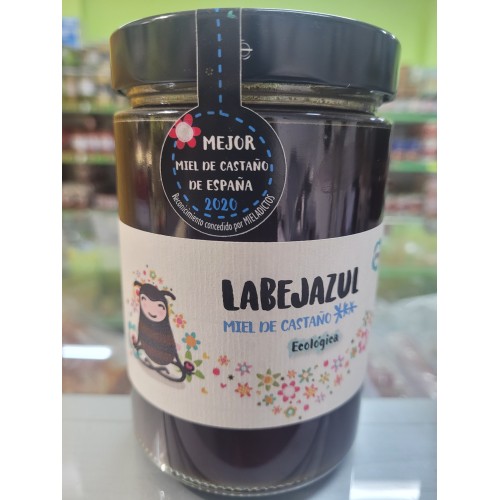 MEJOR
MIEL DE CASTAÑO
DE ESPAÑA
2020
Reconocimiento concedido por MIELADICTOS
LABEJAZUL
MIEL DE CASTAÑO
Ecológica